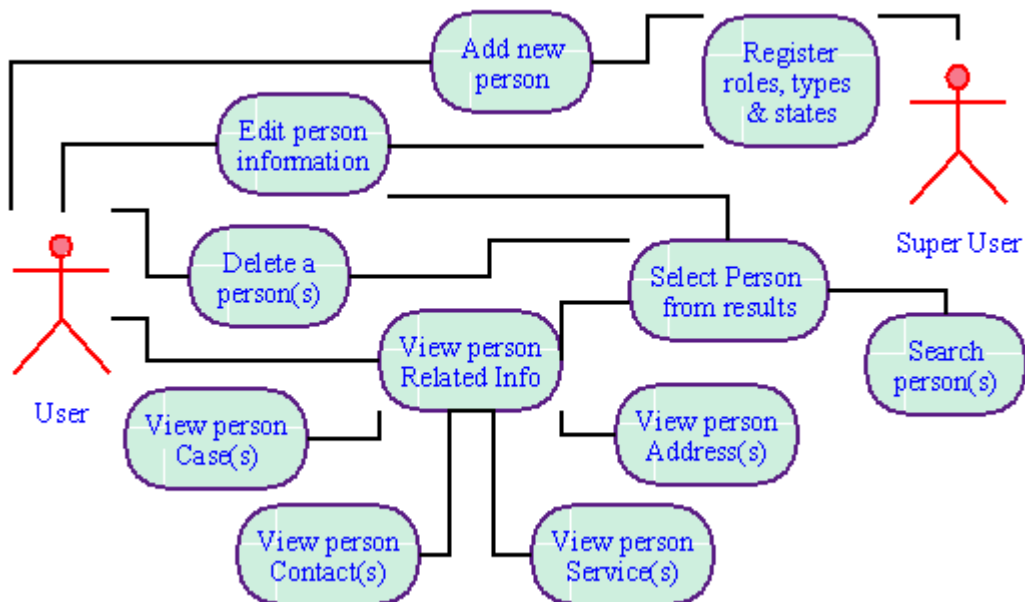 Add new
person
Register
roles, types
& states
Edit person
information
Super User
Delete a
person(s)
Select Person
from results
View person
Related Info
Search
person(s)
User
View person
Case(s)
View person
Address(s)
View person
Contact(s)
View person
Service(s)